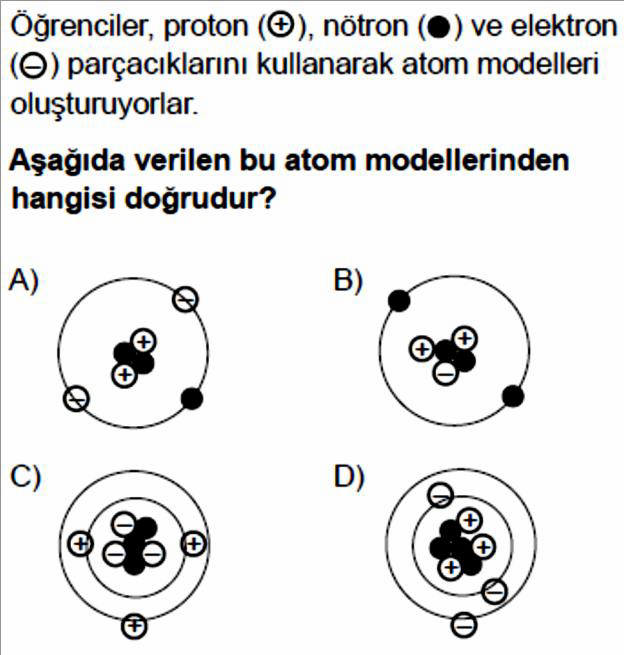 Öğrenciler, proton (⊕), nötron (●) ve elektron
(⊖) parçacıklarını kullanarak atom modelleri
oluşturuyorlar.
Aşağıda verilen bu atom modellerinden
hangisi doğrudur?
A) B)
C) D)